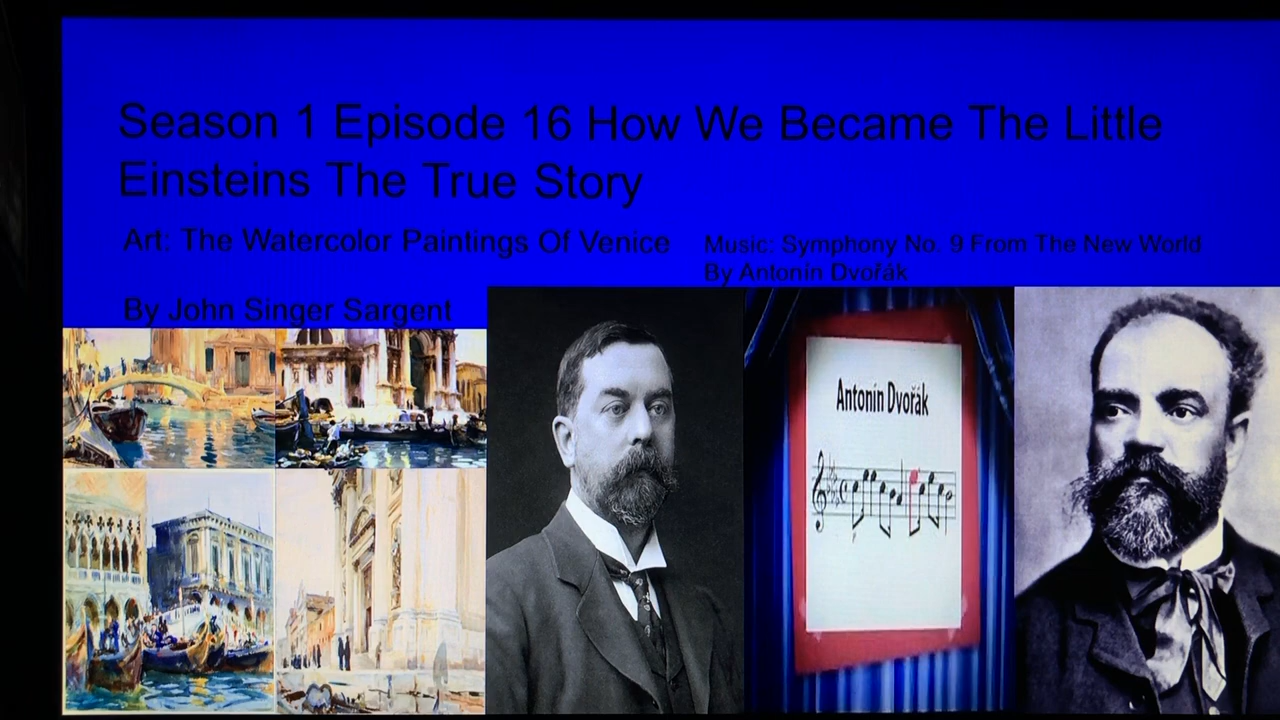 Season 1 Episode 16 How We Became The Little
Einsteins The True Story
Art: The Watercolor Paintings Of Venice
By John Singer Sargent
Music: Symphony No. 9 From The New World
By Antonín Dvořák
Antonín Dvořák